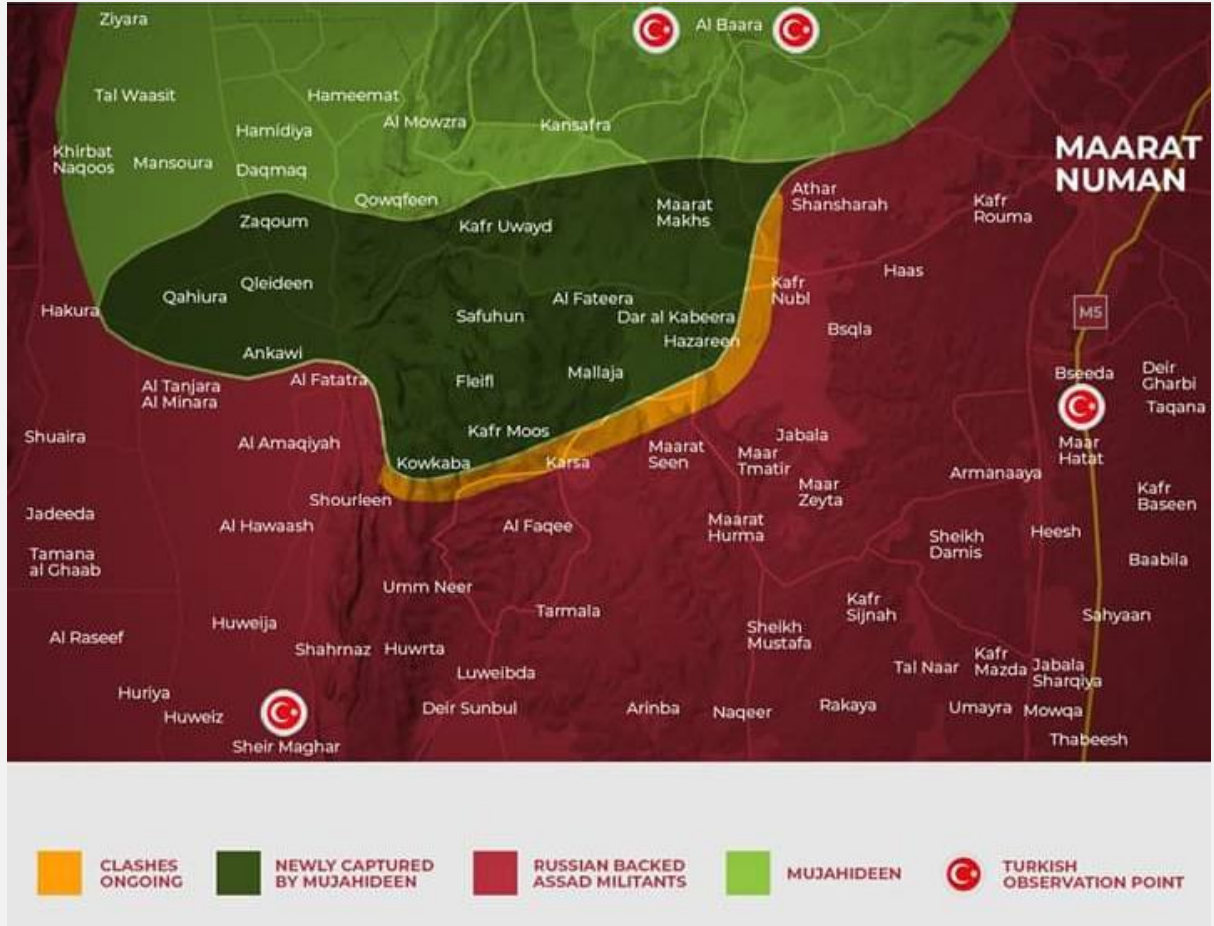 Ziyara
Al Baara
Tal Waasit
Hameemat
Al Mowzra
Kansafra
Hamidiya
Khirbat
Naqoos
Mansoura
Daqmaq
MAARAT
NUMAN
Qowqfeen
Athar
Shansharah
Kafr
Rouma
Maarat
Makhs
Zaqoum
Kafr Uwayd
Haas
Qleideen
Qahiura
Al Fateera
Kafr
Nubl
Hakura
Safuhun
Dar al Kabeera
Hazareen
Bsqla
M5
Ankawi
Al Fatatra
Fleifl
Mallaja
Bseeda
Deir
Gharbi
Al Tanjara
Al Minara
Taqana
Shuaira
Al Amaqiyah
Kafr Moos
Jabala
Maar
Hatat
Kowkaba
Karsa
Maarat
Seen
Maar
Tmatir
Armanaaya
Shourleen
Maar
Zeyta
Kafr
Baseen
Jadeeda
Al Hawaash
Al Faqee
Maarat
Hurma
Sheikh
Damis
Heesh
Tamana
al Ghaab
Baabila
Umm Neer
Tarmala
Kafr
Sijnah
Sahyaan
Al Raseef
Huweija
Shahrnaz
Huwrta
Sheikh
Mustafa
Luweibda
Tal Naar
Kafr
Mazda
Jabala
Sharqiya
Huriya
Huweiz
Deir Sunbul
Arinba
Naqeer
Rakaya
Umayra
Mowqa
Sheir Maghar
Thabeesh
CLASHES
ONGOING
NEWLY CAPTURED
BY MUJAHIDEEN
RUSSIAN BACKED
ASSAD MILITANTS
MUJAHIDEEN
TURKISH
OBSERVATION POINT